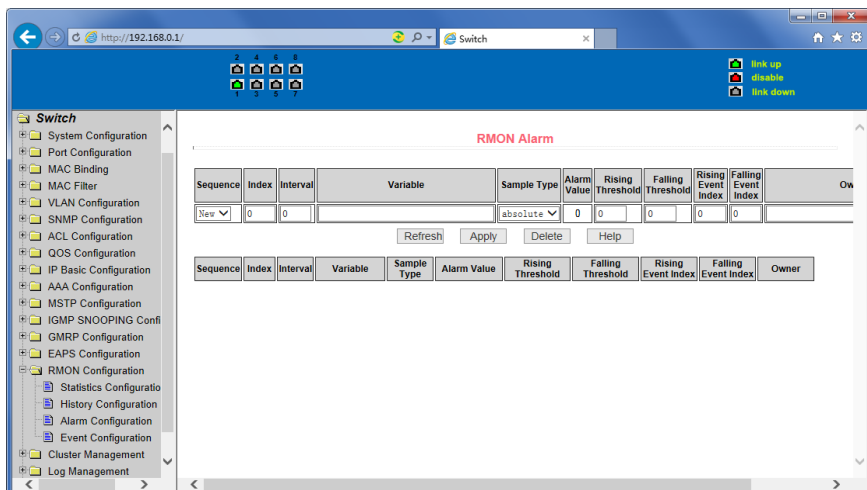 http://192.168.0.1/
Switch
2 4 6 8
1 3 5 7
link up
disable
link down
Switch
System Configuration
Port Configuration
MAC Binding
MAC Filter
VLAN Configuration
SNMP Configuration
ACL Configuration
QOS Configuration
IP Basic Configuration
AAA Configuration
MSTP Configuration
IGMP SNOOPING Confi
GMRP Configuration
EAPS Configuration
RMON Configuration
Statistics Configuratio
History Configuration
Alarm Configuration
Event Configuration
Cluster Management
Log Management
RMON Alarm
Sequence Index Interval Variable Sample Type Alarm Value Rising Threshold Falling Threshold Rising Event Index Falling Event Index Ow
New 0 0 absolute 0 0 0 0 0
Refresh Apply Delete Help
Sequence Index Interval Variable Sample Type Alarm Value Rising Threshold Falling Threshold Rising Event Index Falling Event Index Owner